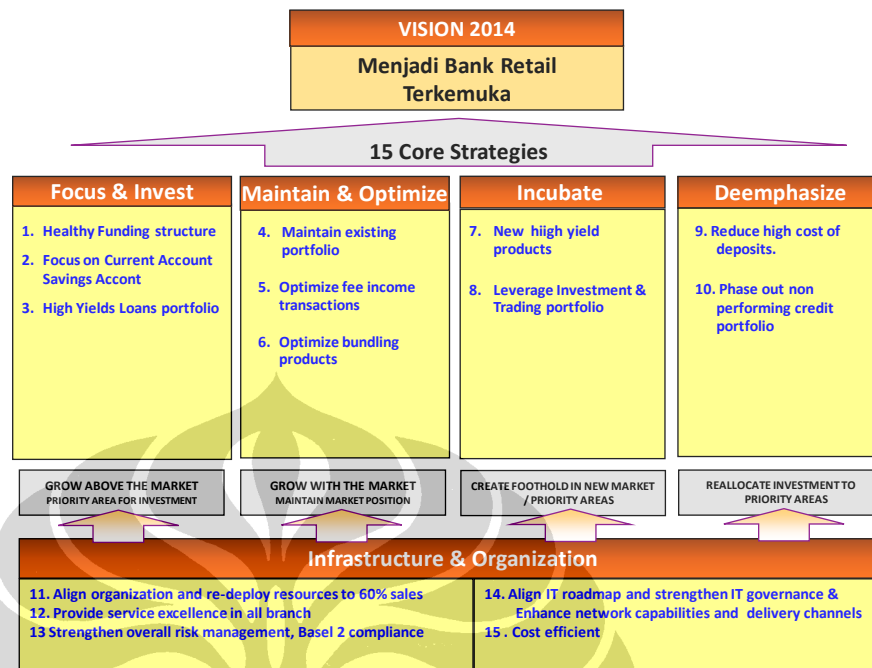 VISION 2014
Menjadi Bank Retail
Terkemuka
15 Core Strategies
Focus & Invest
1. Healthy Funding structure
2. Focus on Current Account
Savings Accont
3. High Yields Loans portfolio
Maintain & Optimize
4. Maintain existing
portfolio
5. Optimize fee income
transactions
6. Optimize bundling
products
Incubate
7. New hiigh yield
products
8. Leverage Investment &
Trading portfolio
Deemphasize
9. Reduce high cost of
deposits.
10. Phase out non
performing credit
portfolio
GROW ABOVE THE MARKET
PRIORITY AREA FOR INVESTMENT
GROW WITH THE MARKET
MAINTAIN MARKET POSITION
CREATE FOOTHOLD IN NEW MARKET
/ PRIORITY AREAS
REALLOCATE INVESTMENT TO
PRIORITY AREAS
Infrastructure & Organization
11. Align organization and re-deploy resources to 60% sales
12. Provide service excellence in all branch
13 Strengthen overall risk management, Basel 2 compliance
14. Align IT roadmap and strengthen IT governance &
Enhance network capabilities and delivery channels
15 . Cost efficient